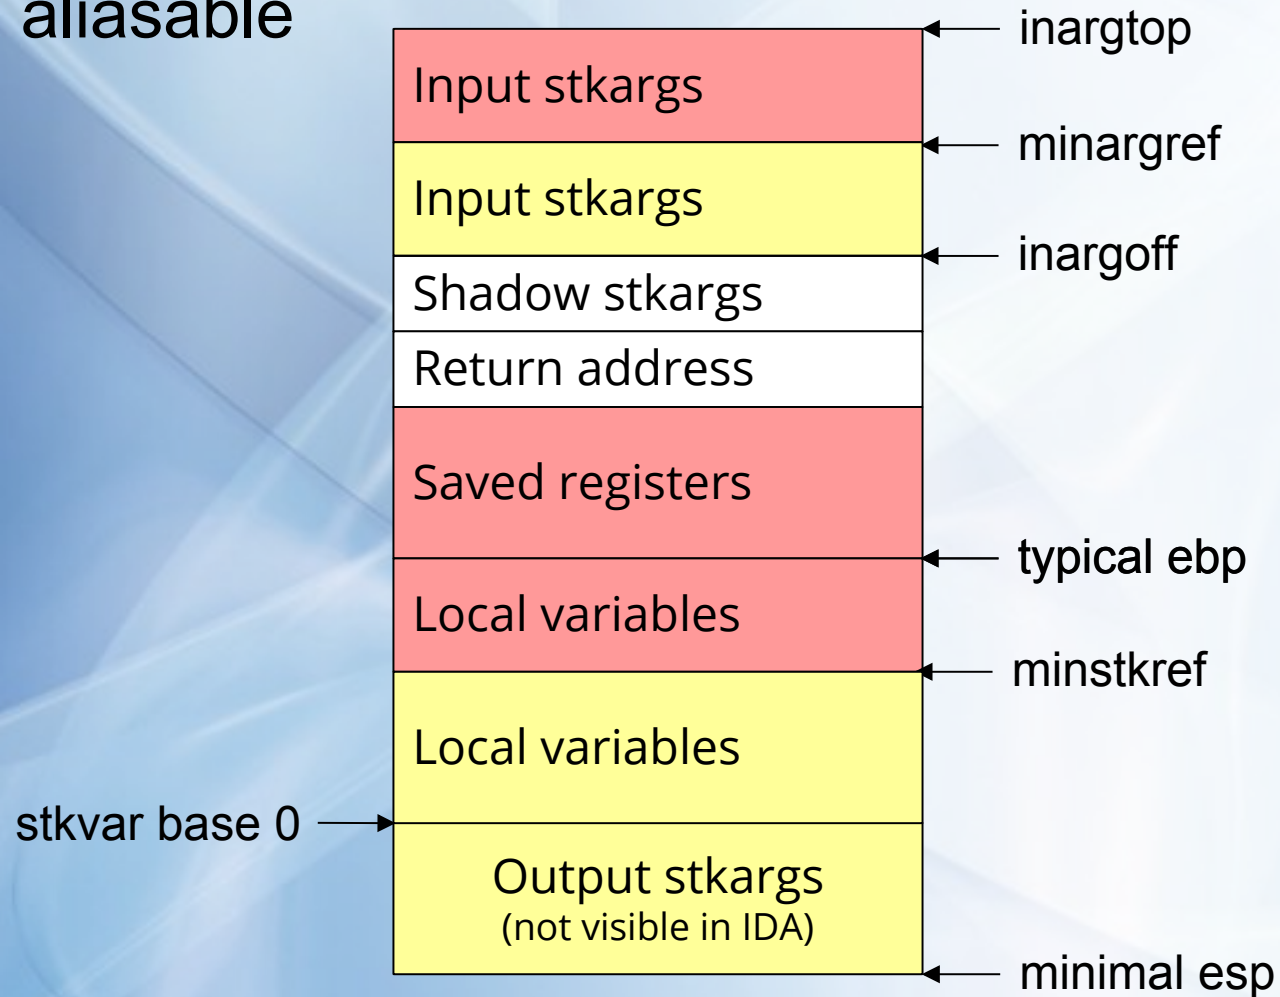 aliasable
inargtop
Input stkargs
minargref
Input stkargs
inargoff
Shadow stkargs
Return address
Saved registers
typical ebp
Local variables
minstkref
Local variables
stkvar base 0
Output stkargs
(not visible in IDA)
minimal esp